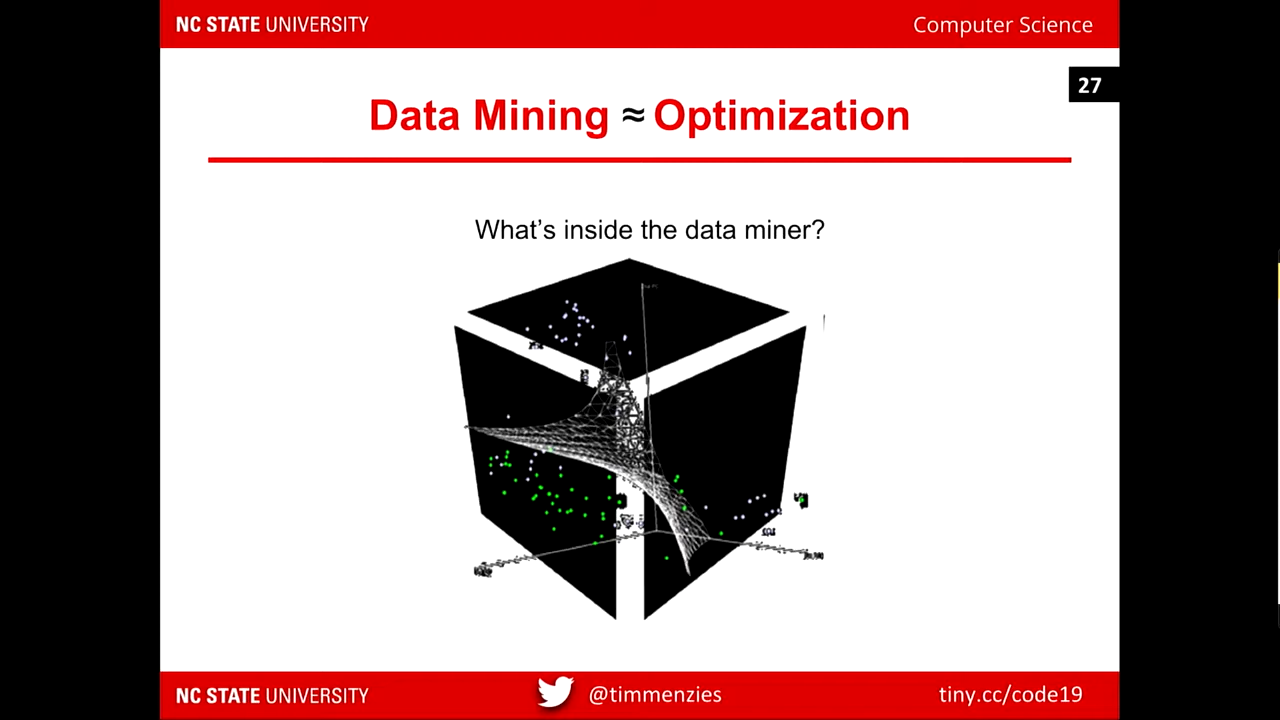 NC STATE UNIVERSITY
Computer Science
27
Data Mining ≈ Optimization
What's inside the data miner?
NC STATE UNIVERSITY
@timmenzies
tiny.cc/code19